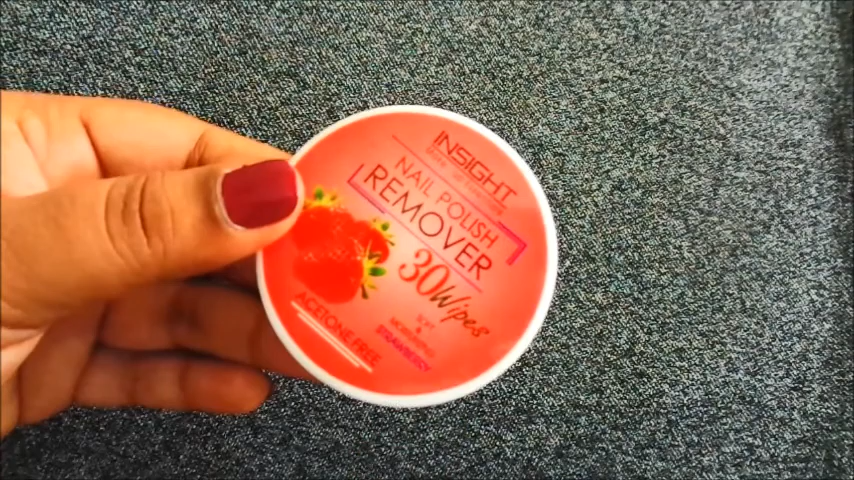 INSIGHT
NAIL POLISH
REMOVER
30 Wipes
ACETONE FREE
STRAWBERRY